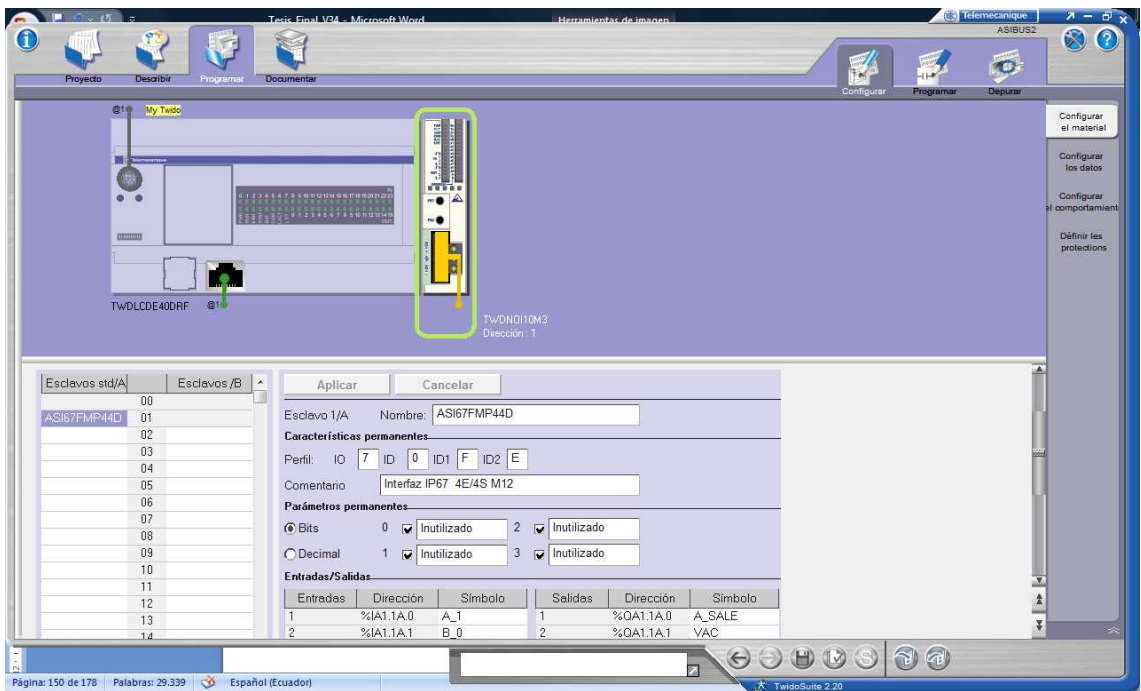 Tesis Final V34 - Microsoft Word
Herramientas de imagen
Telemecanique
ASIBUS2
Proyecto
Describir
Programar
Documentar
Configurar
Programar
Depurar
@1
My Twido
Telemecanique
TWDLCDE40DRF
@1
TWDNOI10M3
Dirección : 1
Configurar
el material
Configurar
los datos
Configurar
el comportamient
Définir les
protections
Esclavos std/A
Esclavos /B
00
ASI67FMP44D 01
02
03
04
05
06
07
08
09
10
11
12
13
14
Aplicar
Cancelar
Esclavo 1/A Nombre: ASI67FMP44D
Características permanentes
Perfil: IO 7 ID 0 ID1 F ID2 E
Comentario Interfaz IP67 4E/4S M12
Parámetros permanentes
Bits 0 Inutilizado 2 Inutilizado
Decimal 1 Inutilizado 3 Inutilizado
Entradas/Salidas
Entradas Dirección Símbolo Salidas Dirección Símbolo
1 %IA1.1A.0 A_1 1 %QA1.1A.0 A_SALE
2 %IA1.1A.1 B_0 2 %QA1.1A.1 VAC
Página: 150 de 178 Palabras: 29.339 Español (Ecuador)
TwidoSuite 2.20